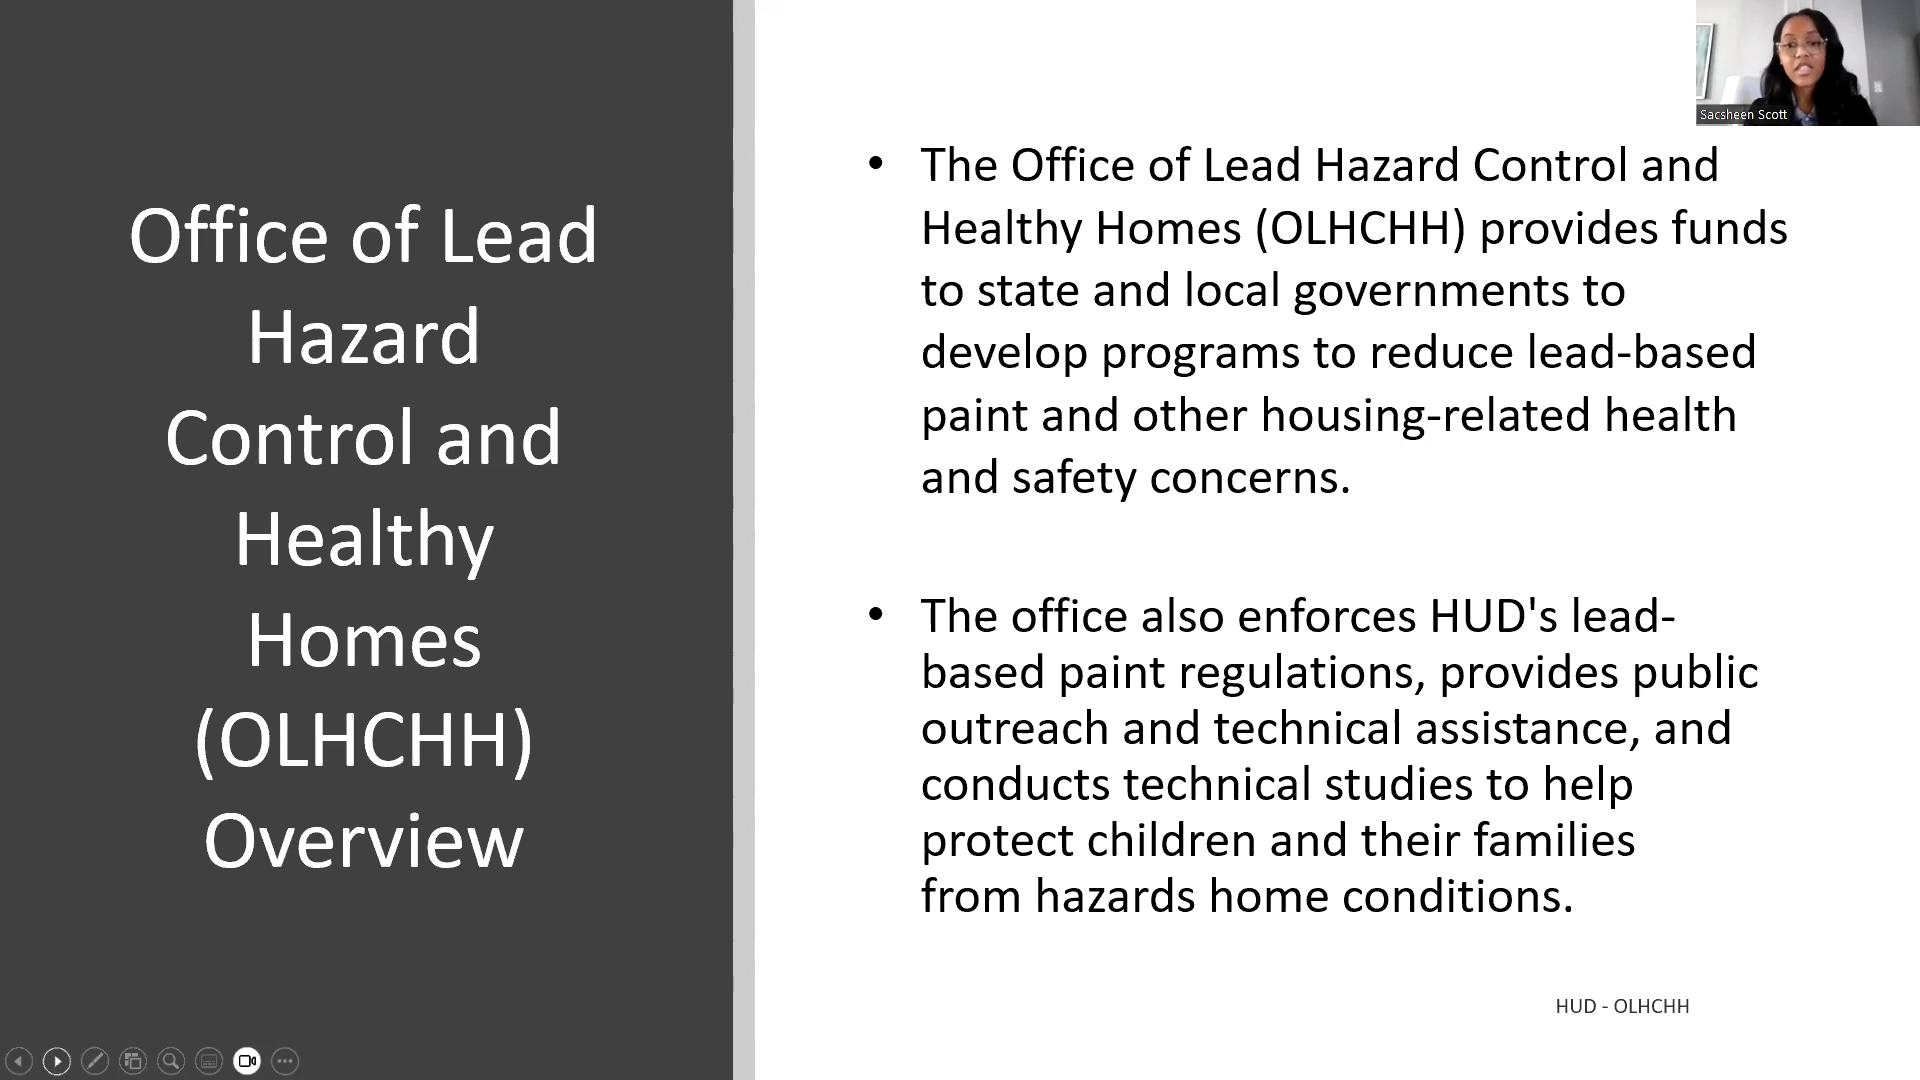 Office of Lead
Hazard
Control and
Healthy
Homes
(OLHCHH)
Overview
Sacsheen Scott
• The Office of Lead Hazard Control and
Healthy Homes (OLHCHH) provides funds
to state and local governments to
develop programs to reduce lead-based
paint and other housing-related health
and safety concerns.
• The office also enforces HUD's lead-
based paint regulations, provides public
outreach and technical assistance, and
conducts technical studies to help
protect children and their families
from hazards home conditions.
HUD - OLHCHH